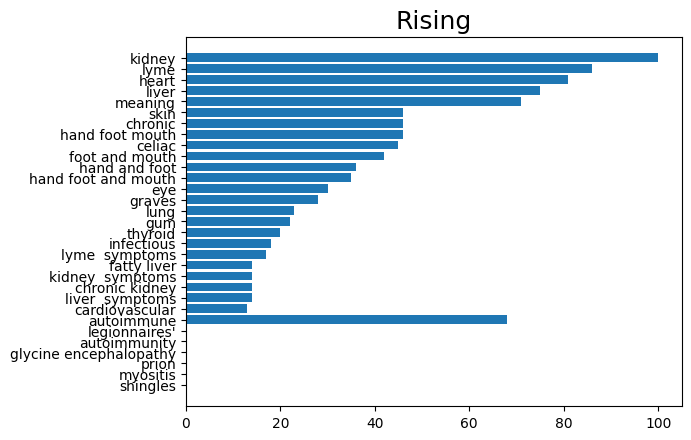 Rising
kidney
lyme
heart
liver
meaning
skin
chronic
hand foot mouth
celiac
foot and mouth
hand and foot
hand foot and mouth
eye
graves
lung
gum
thyroid
infectious
lyme  symptoms
fatty liver
kidney  symptoms
chronic kidney
liver  symptoms
cardiovascular
autoimmune
legionnaires'
autoimmunity
glycine encephalopathy
prion
myositis
shingles
0 20 40 60 80 100